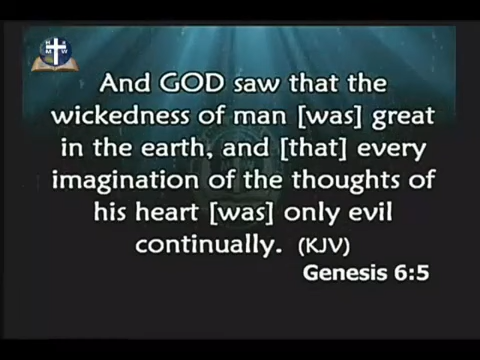 And GOD saw that the
wickedness of man [was] great
in the earth, and [that] every
imagination of the thoughts of
his heart [was] only evil
continually. (KJV)
Genesis 6:5